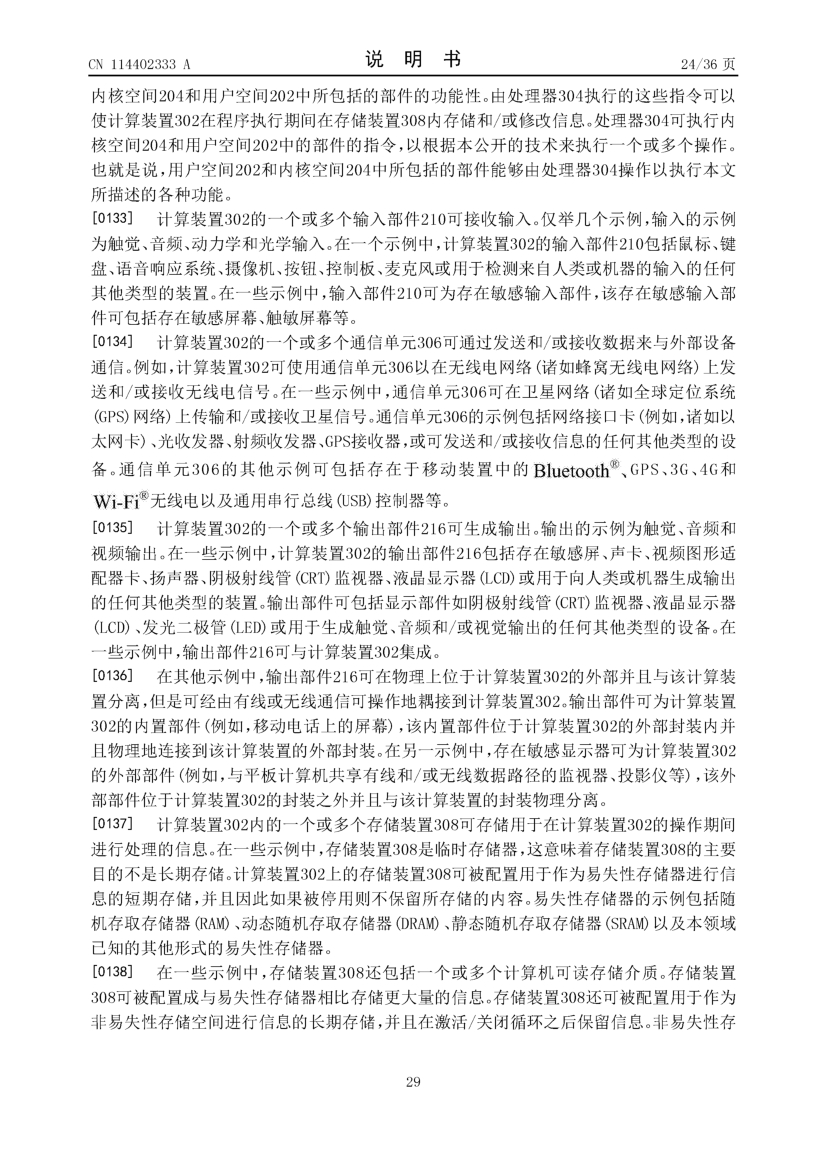 CN 114402333 A
说 明 书
24/36 页
内核空间204和用户空间202中所包括的部件的功能性。由处理器304执行的这些指令可以
使计算装置302在程序执行期间在存储装置308内存储和/或修改信息。处理器304可执行内
核空间204和用户空间202中的部件的指令,以根据本公开的技术来执行一个或多个操作。
也就是说,用户空间202和内核空间204中所包括的部件能够由处理器304操作以执行本文
所描述的各种功能。
[0133] 计算装置302的一个或多个输入部件210可接收输入。仅举几个示例,输入的示例
为触觉、音频、动力学和光学输入。在一个示例中,计算装置302的输入部件210包括鼠标、键
盘、语音响应系统、摄像机、按钮、控制板、麦克风或用于检测来自人类或机器的输入的任何
其他类型的装置。在一些示例中,输入部件210可为存在敏感输入部件,该存在敏感输入部
件可包括存在敏感屏幕、触敏屏幕等。
[0134] 计算装置302的一个或多个通信单元306可通过发送和/或接收数据来与外部设备
通信。例如,计算装置302可使用通信单元306以在无线电网络(诸如蜂窝无线电网络)上发
送和/或接收无线电信号。在一些示例中,通信单元306可在卫星网络(诸如全球定位系统
(GPS)网络)上传输和/或接收卫星信号。通信单元306的示例包括网络接口卡(例如,诸如以
太网卡)、光收发器、射频收发器、GPS接收器,或可发送和/或接收信息的任何其他类型的设
备。通信单元306的其他示例可包括存在于移动装置中的 Bluetooth®、GPS、3G、4G和
Wi-Fi®无线电以及通用串行总线(USB)控制器等。
[0135] 计算装置302的一个或多个输出部件216可生成输出。输出的示例为触觉、音频和
视频输出。在一些示例中,计算装置302的输出部件216包括存在敏感屏、声卡、视频图形适
配器卡、扬声器、阴极射线管(CRT)监视器、液晶显示器(LCD)或用于向人类或机器生成输出
的任何其他类型的装置。输出部件可包括显示部件如阴极射线管(CRT)监视器、液晶显示器
(LCD)、发光二极管(LED)或用于生成触觉、音频和/或视觉输出的任何其他类型的设备。在
一些示例中,输出部件216可与计算装置302集成。
[0136] 在其他示例中,输出部件216可在物理上位于计算装置302的外部并且与该计算装
置分离,但是可经由有线或无线通信可操作地耦接到计算装置302。输出部件可为计算装置
302的内置部件(例如,移动电话上的屏幕),该内置部件位于计算装置302的外部封装内并
且物理地连接到该计算装置的外部封装。在另一示例中,存在敏感显示器可为计算装置302
的外部部件(例如,与平板计算机共享有线和/或无线数据路径的监视器、投影仪等),该外
部部件位于计算装置302的封装之外并且与该计算装置的封装物理分离。
[0137] 计算装置302内的一个或多个存储装置308可存储用于在计算装置302的操作期间
进行处理的信息。在一些示例中,存储装置308是临时存储器,这意味着存储装置308的主要
目的不是长期存储。计算装置302上的存储装置308可被配置用于作为易失性存储器进行信
息的短期存储,并且因此如果被停用则不保留所存储的内容。易失性存储器的示例包括随
机存取存储器(RAM)、动态随机存取存储器(DRAM)、静态随机存取存储器(SRAM)以及本领域
已知的其他形式的易失性存储器。
[0138] 在一些示例中,存储装置308还包括一个或多个计算机可读存储介质。存储装置
308可被配置成与易失性存储器相比存储更大量的信息。存储装置308还可被配置用于作为
非易失性存储空间进行信息的长期存储,并且在激活/关闭循环之后保留信息。非易失性存
29